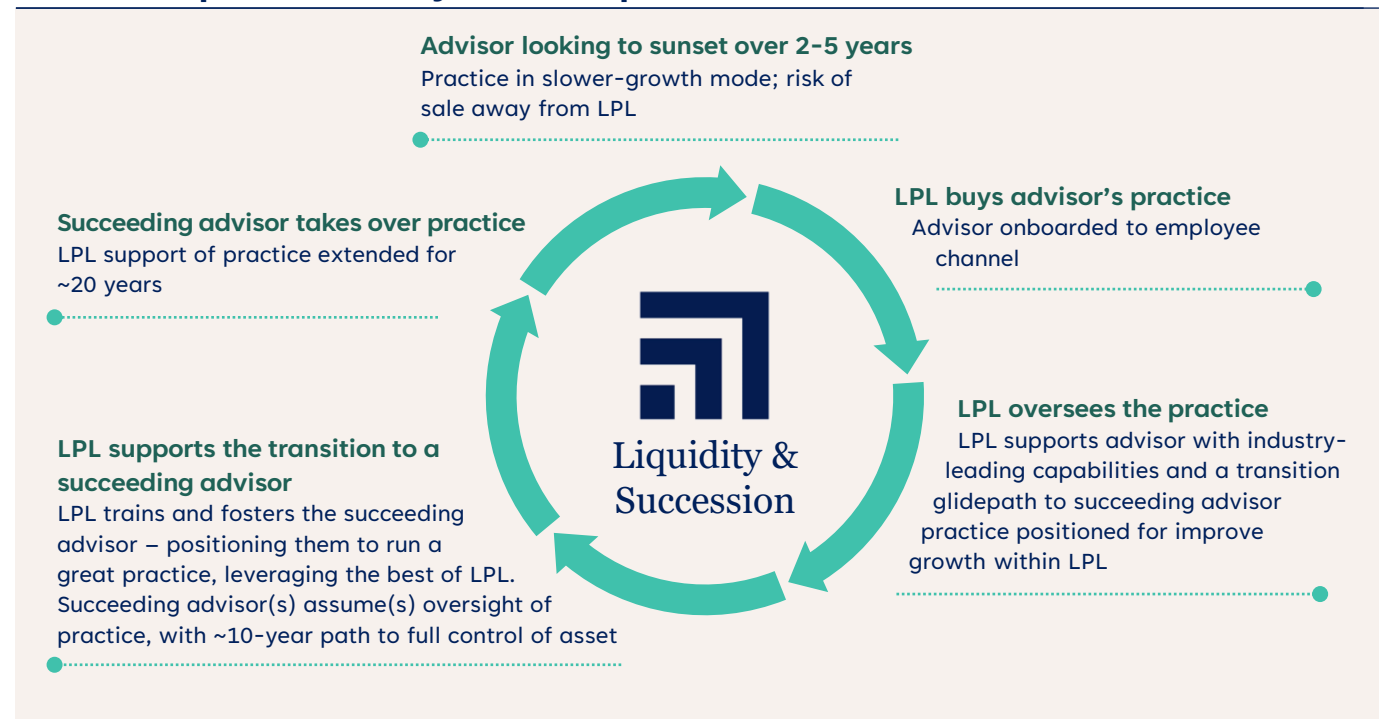 Advisor looking to sunset over 2-5 years
Practice in slower-growth mode; risk of
sale away from LPL
LPL buys advisor’s practice
Advisor onboarded to employee
channel
LPL oversees the practice
LPL supports advisor with industry-
leading capabilities and a transition
glidepath to succeeding advisor
practice positioned for improve
growth within LPL
LPL supports the transition to a
succeeding advisor
LPL trains and fosters the succeeding
advisor – positioning them to run a
great practice, leveraging the best of LPL.
Succeeding advisor(s) assume(s) oversight of
practice, with ~10-year path to full control of asset
Succeeding advisor takes over practice
LPL support of practice extended for
~20 years
Liquidity &
Succession